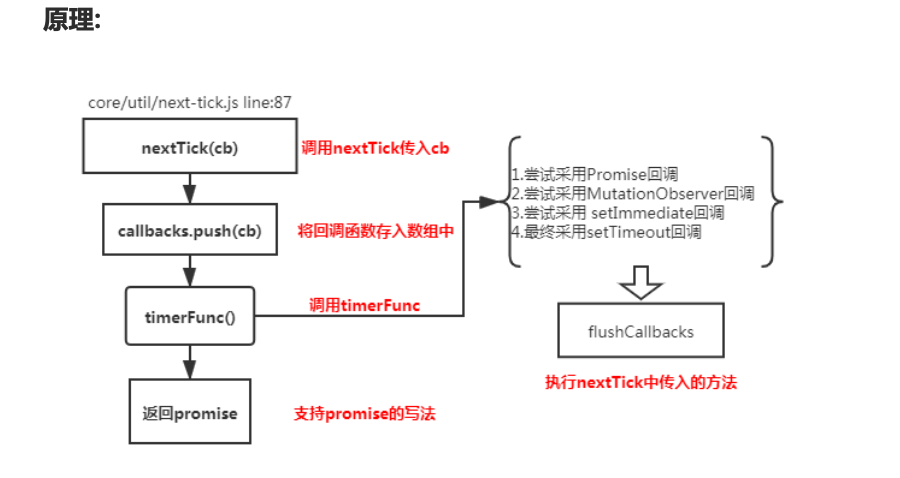 原理:
core/util/next-tick.js line:87
nextTick(cb)
调用nextTick传入cb
callbacks.push(cb)
将回调函数存入数组中
timerFunc()
调用timerFunc
返回promise
支持promise的写法
1.尝试采用Promise回调
2.尝试采用MutationObserver回调
3.尝试采用 setImmediate回调
4.最终采用setTimeout回调
flushCallbacks
执行nextTick中传入的方法